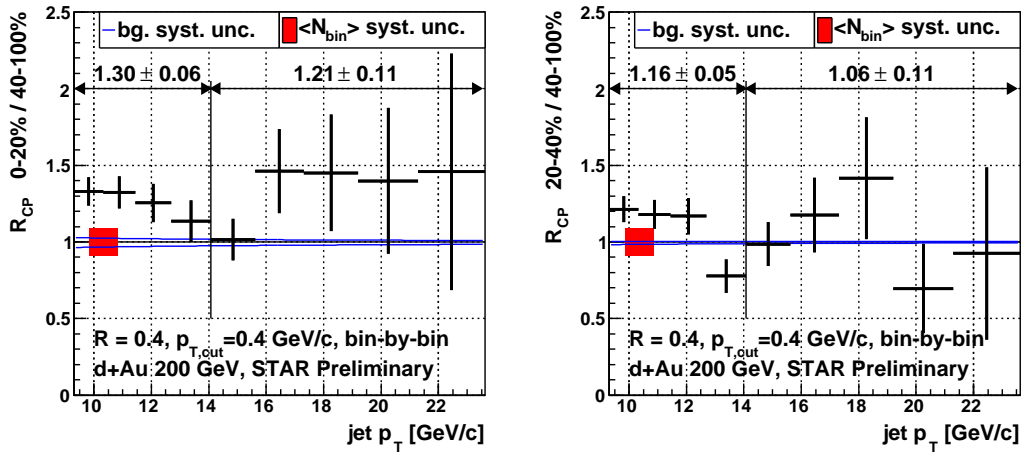 2.5
bg. syst. unc. <N_bin> syst. unc.
1.30 ± 0.06 1.21 ± 0.11
2
1.5
1
0.5
0
R_CP 0-20% / 40-100%
R = 0.4, p_T,cut=0.4 GeV/c, bin-by-bin
d+Au 200 GeV, STAR Preliminary
10 12 14 16 18 20 22
jet p_T [GeV/c]
2.5
bg. syst. unc. <N_bin> syst. unc.
1.16 ± 0.05 1.06 ± 0.11
2
1.5
1
0.5
0
R_CP 20-40% / 40-100%
R = 0.4, p_T,cut=0.4 GeV/c, bin-by-bin
d+Au 200 GeV, STAR Preliminary
10 12 14 16 18 20 22
jet p_T [GeV/c]